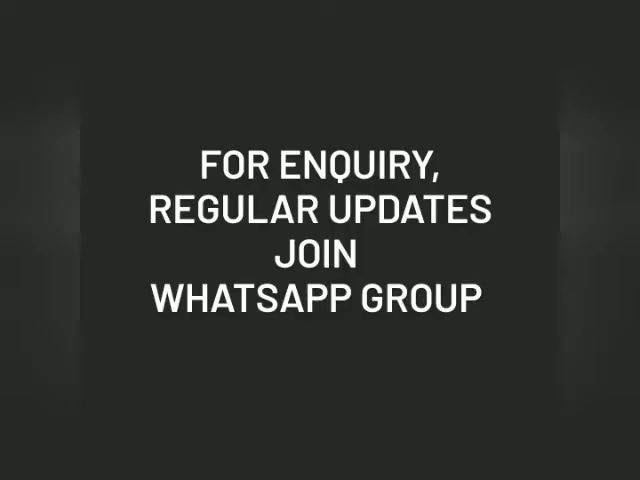 FOR ENQUIRY,
REGULAR UPDATES
JOIN
WHATSAPP GROUP